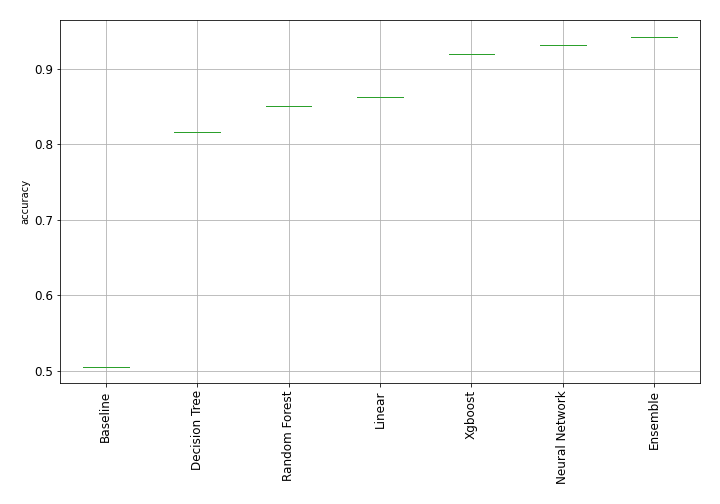 accuracy
0.9
0.8
0.7
0.6
0.5
Baseline
Decision Tree
Random Forest
Linear
Xgboost
Neural Network
Ensemble